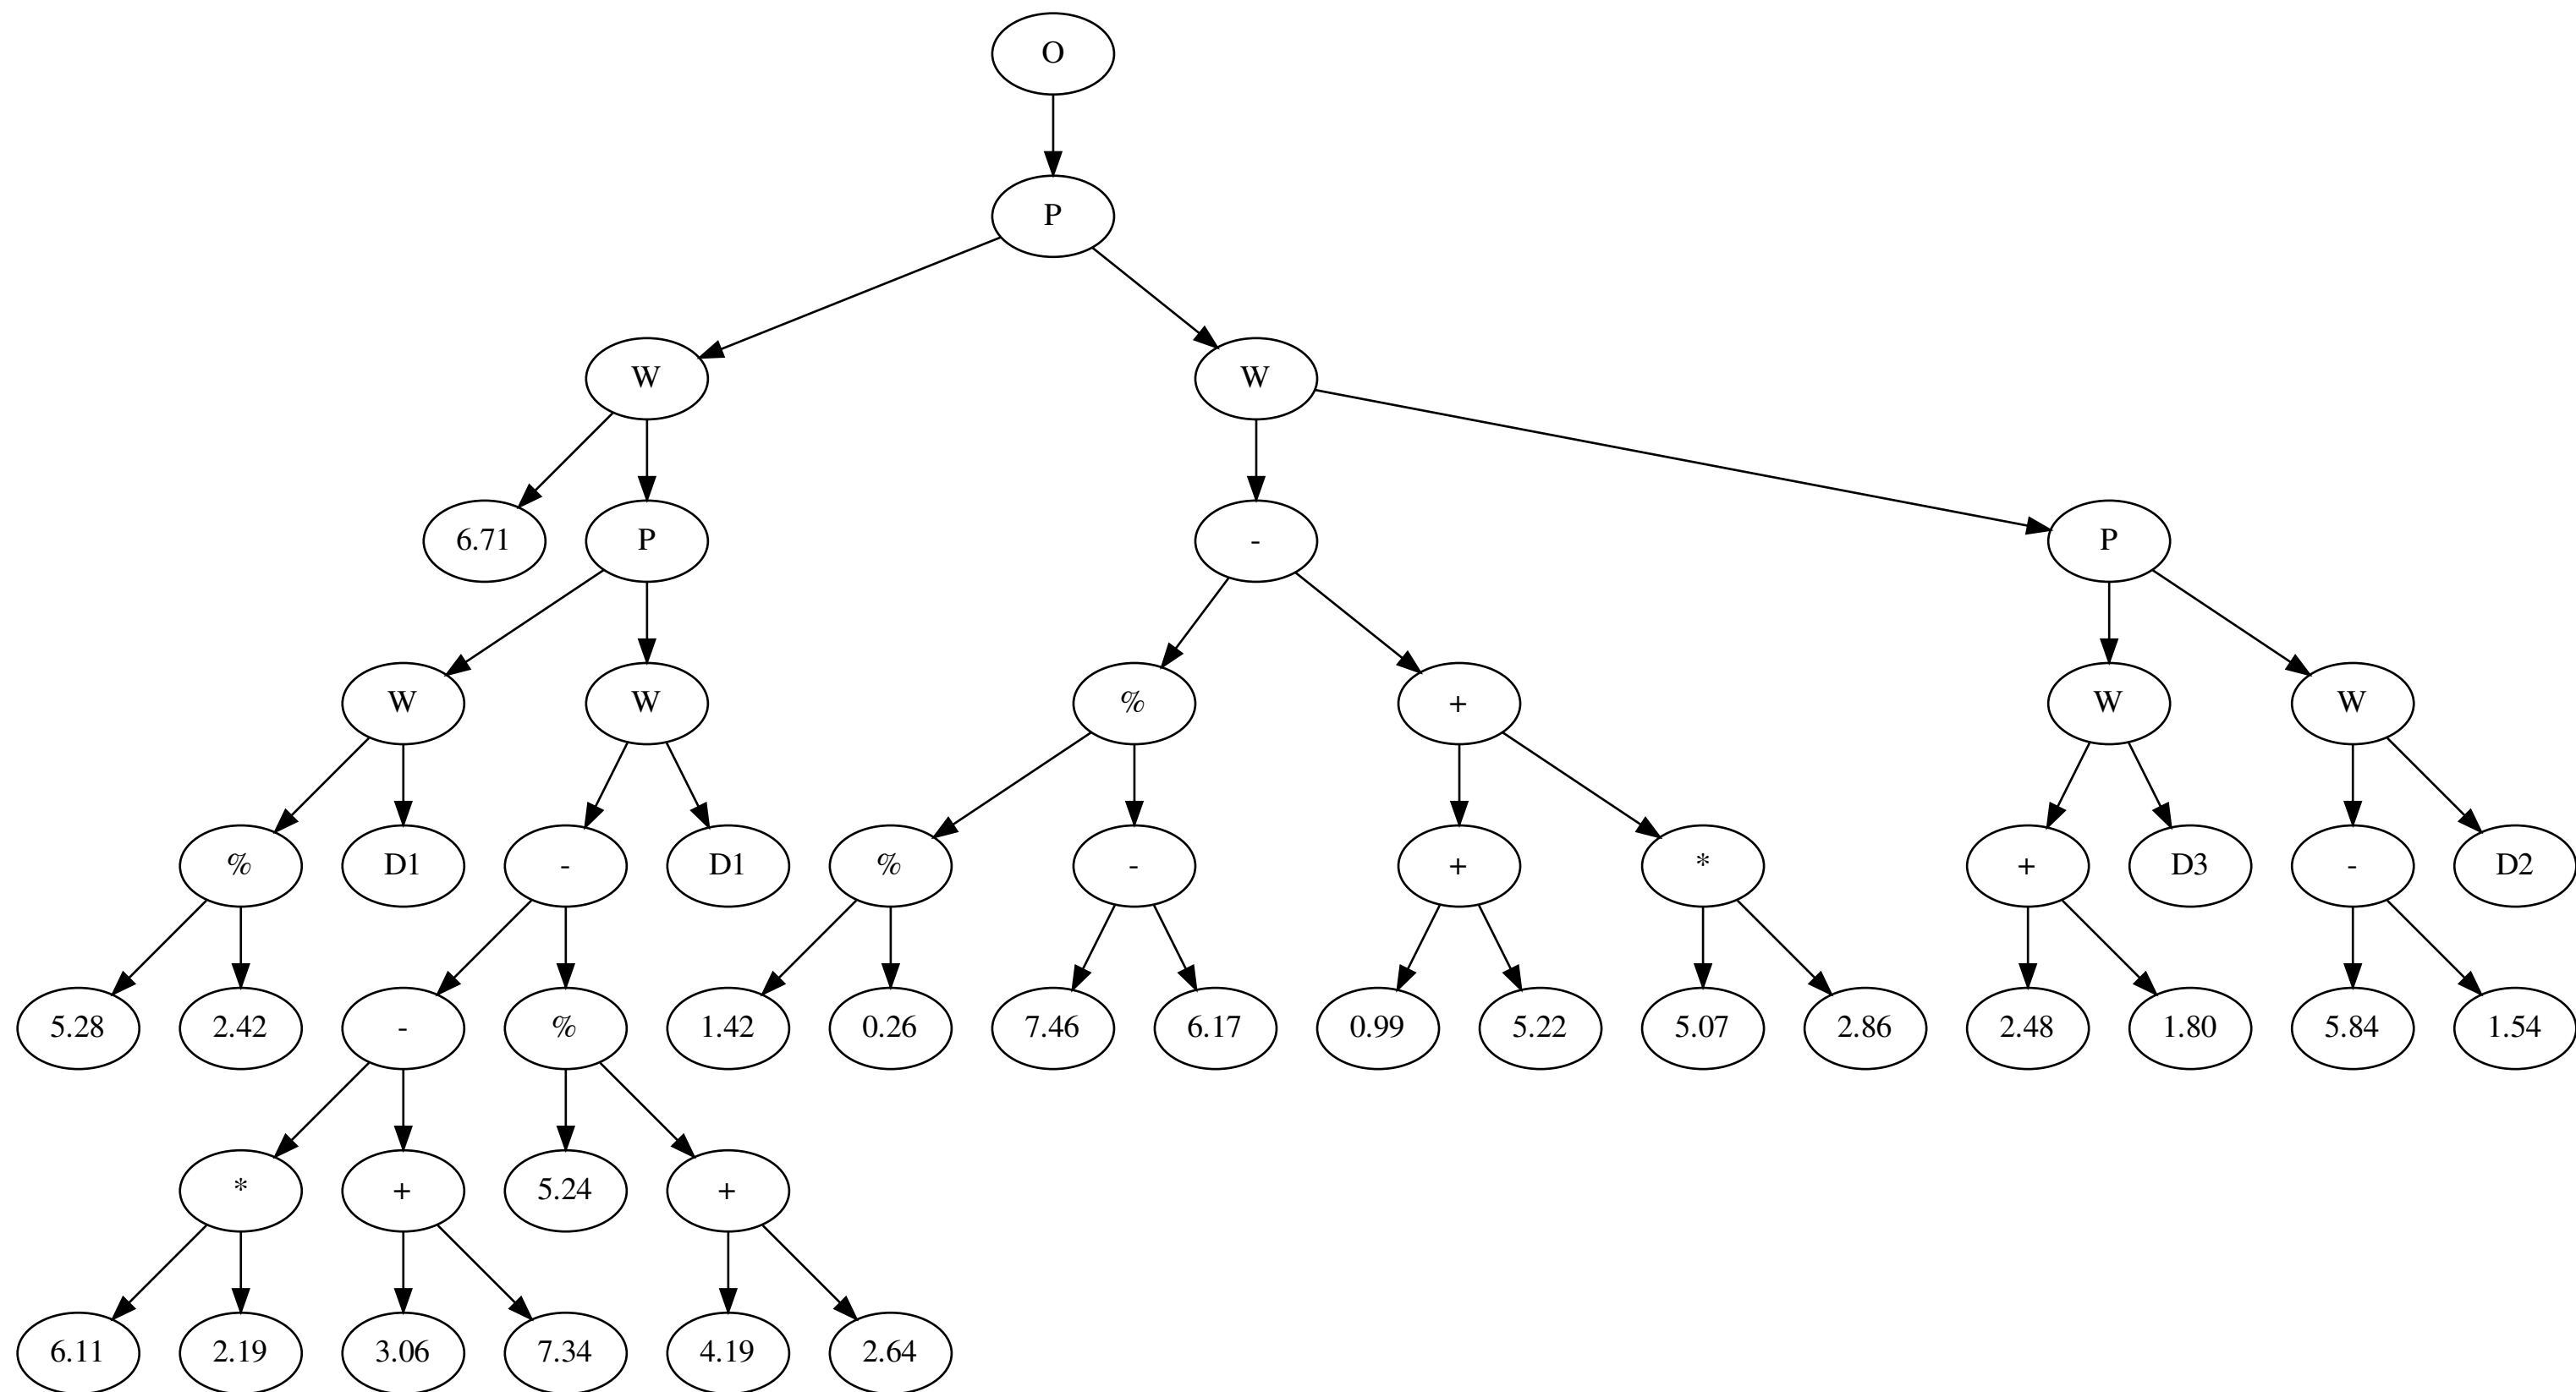 O
P
W W
6.71 P - P
W W % + W W
% D1 - D1 % - + * + D3 - D2
5.28 2.42 - % 1.42 0.26 7.46 6.17 0.99 5.22 5.07 2.86 2.48 1.80 5.84 1.54
* + 5.24 +
6.11 2.19 3.06 7.34 4.19 2.64